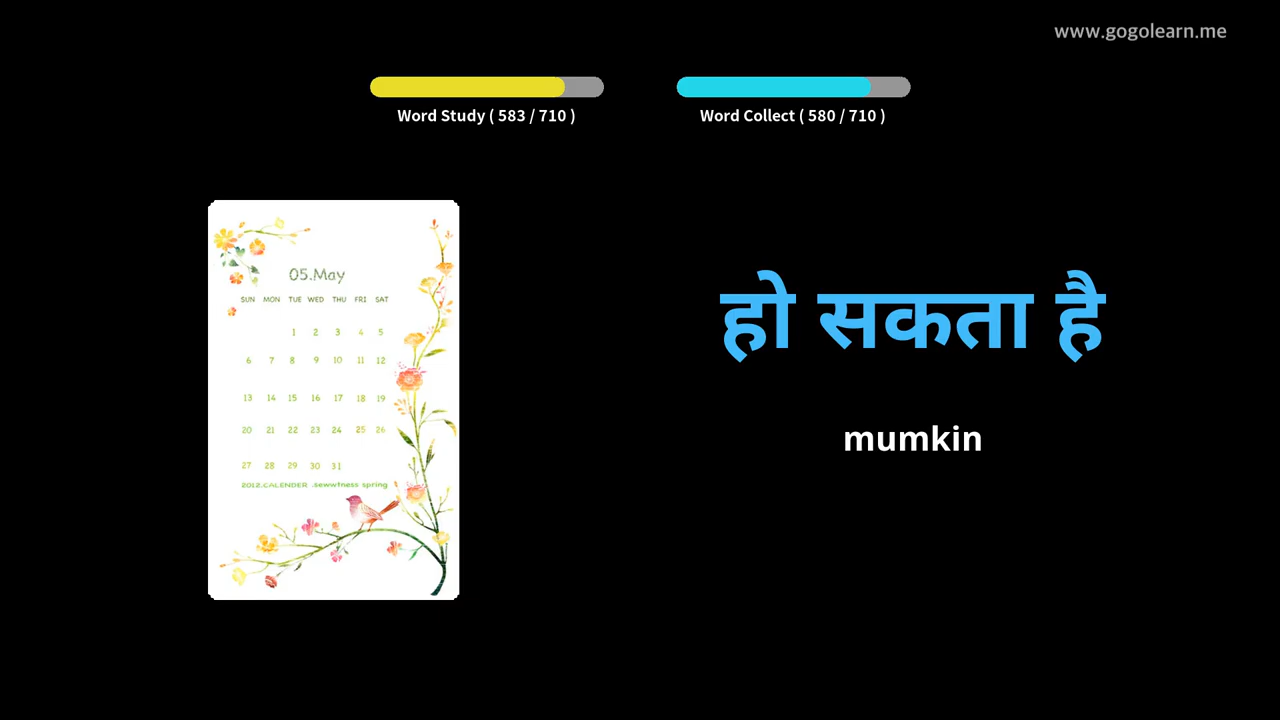 www.gogolearn.me
Word Study ( 583 / 710 )
Word Collect ( 580 / 710 )
05.May
SUN MON TUE WED THU FRI SAT
1 2 3 4 5
6 7 8 9 10 11 12
13 14 15 16 17 18 19
20 21 22 23 24 25 26
27 28 29 30 31
2012.CALENDER .sewwtness spring
हो सकता है
mumkin